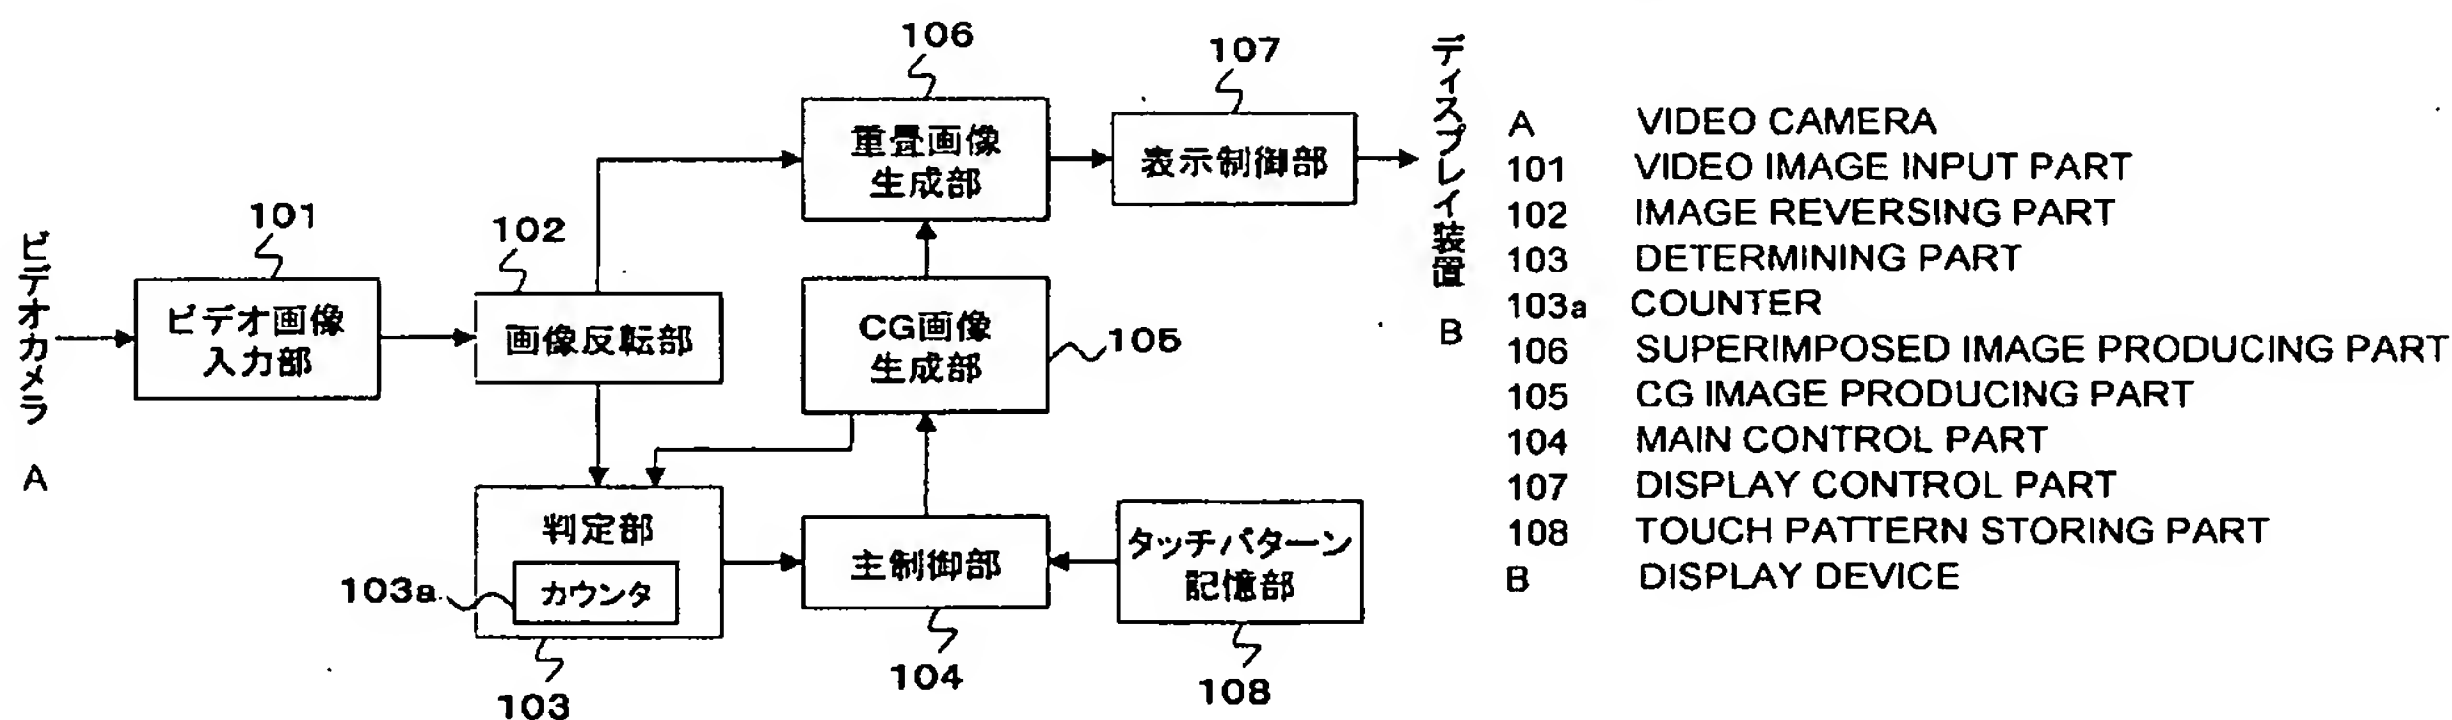 106
107
重畳画像
生成部
表示制御部
ディスプレイ装置 B
101
102
ビデオカメラ A
ビデオ画像
入力部
画像反転部
CG画像
生成部
105
判定部
103a
カウンタ
主制御部
タッチパターン
記憶部
103
104
108
A VIDEO CAMERA
101 VIDEO IMAGE INPUT PART
102 IMAGE REVERSING PART
103 DETERMINING PART
103a COUNTER
106 SUPERIMPOSED IMAGE PRODUCING PART
105 CG IMAGE PRODUCING PART
104 MAIN CONTROL PART
107 DISPLAY CONTROL PART
108 TOUCH PATTERN STORING PART
B DISPLAY DEVICE